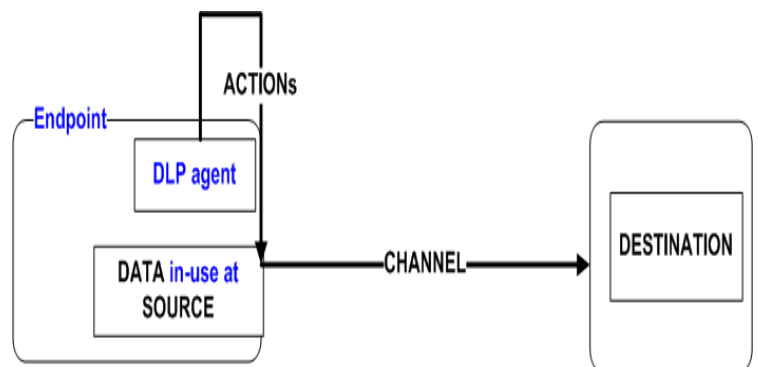 ACTIONs
Endpoint
DLP agent
DATA in-use at
SOURCE
CHANNEL
DESTINATION